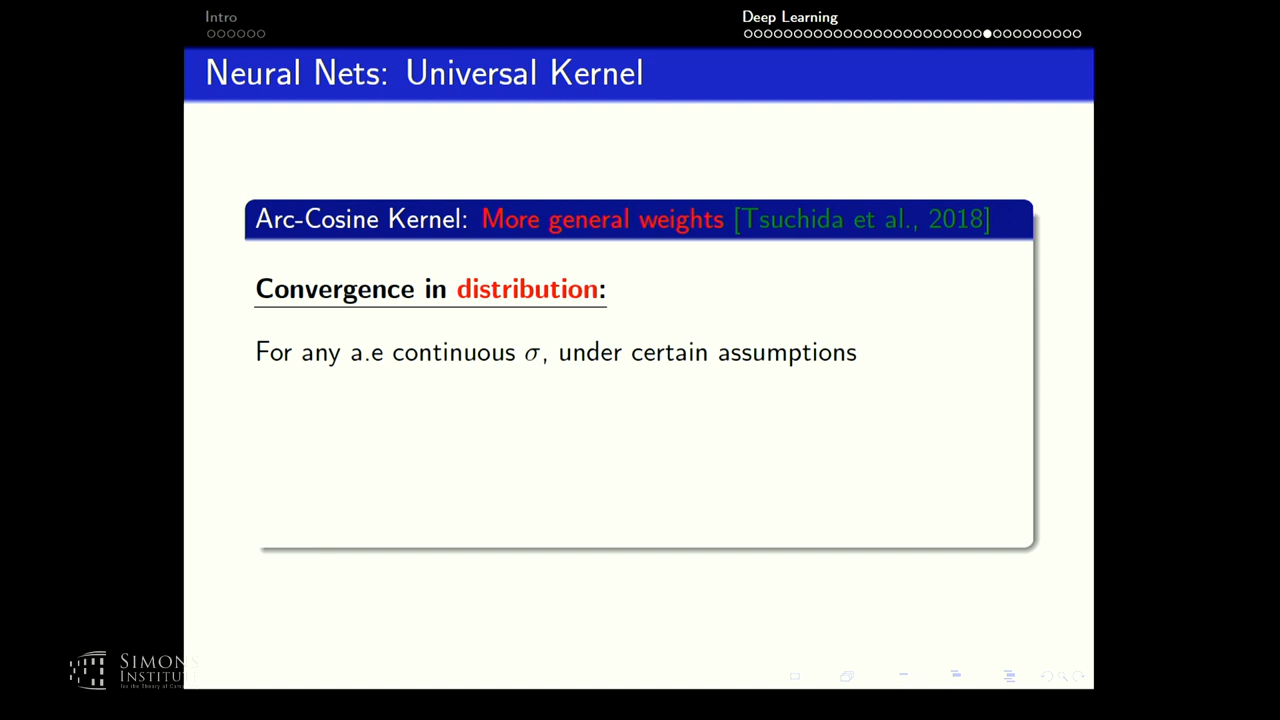 Intro
Deep Learning
Neural Nets: Universal Kernel
Arc-Cosine Kernel: More general weights [Tsuchida et al., 2018]
Convergence in distribution:
For any a.e continuous σ, under certain assumptions
SIMONS
INSTITUT